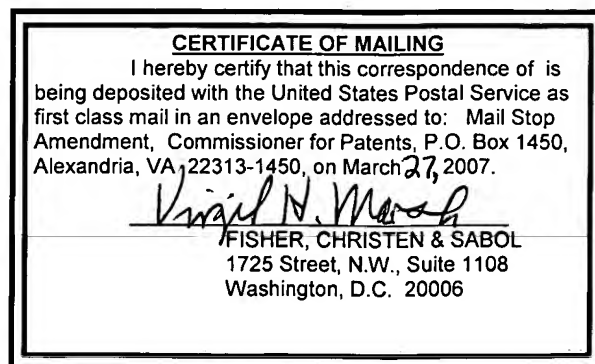 CERTIFICATE OF MAILING
I hereby certify that this correspondence of is
being deposited with the United States Postal Service as
first class mail in an envelope addressed to: Mail Stop
Amendment, Commissioner for Patents, P.O. Box 1450,
Alexandria, VA 22313-1450, on March 27, 2007.
Virgil H. Marsh
FISHER, CHRISTEN & SABOL
1725 Street, N.W., Suite 1108
Washington, D.C. 20006